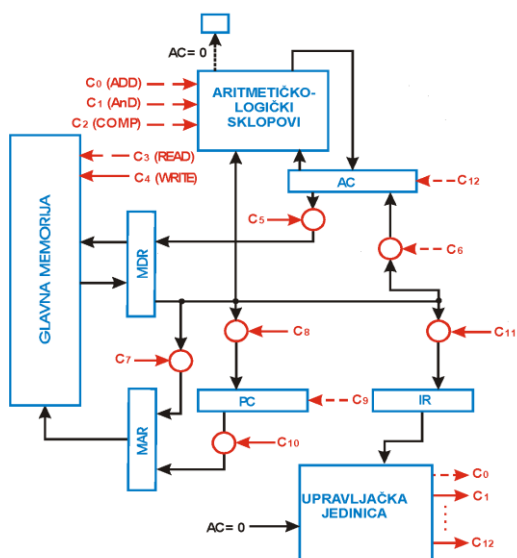 AC= 0
C0 (ADD)
C1 (AnD)
C2 (COMP)
ARITMETIČKO-
LOGIČKI
SKLOPOVI
C3 (READ)
C4 (WRITE)
AC
C12
C5
C6
GLAVNA MEMORIJA
MDR
C7
C8
C11
PC
C9
IR
MAR
C10
UPRAVLJAČKA
JEDINICA
C0
C1
C12
AC= 0